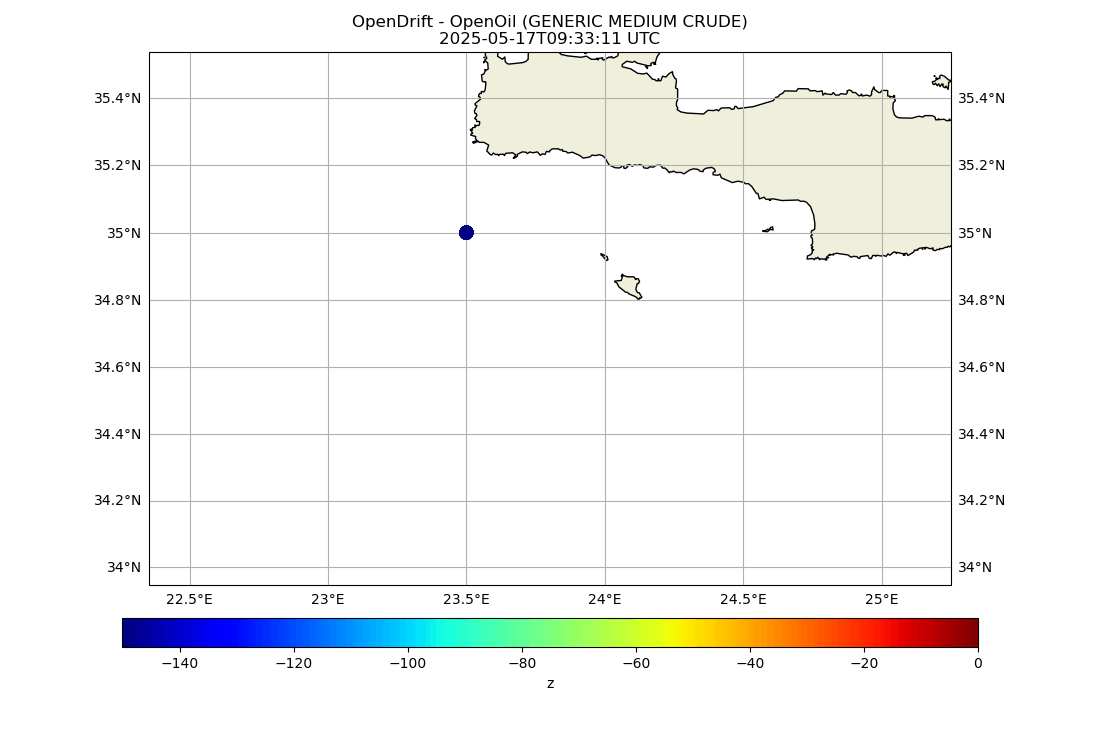 OpenDrift - OpenOil (GENERIC MEDIUM CRUDE)
2025-05-17T09:33:11 UTC
35.4°N 35.4°N
35.2°N 35.2°N
35°N 35°N
34.8°N 34.8°N
34.6°N 34.6°N
34.4°N 34.4°N
34.2°N 34.2°N
34°N 34°N
22.5°E 23°E 23.5°E 24°E 24.5°E 25°E
−140 −120 −100 −80 −60 −40 −20 0
z